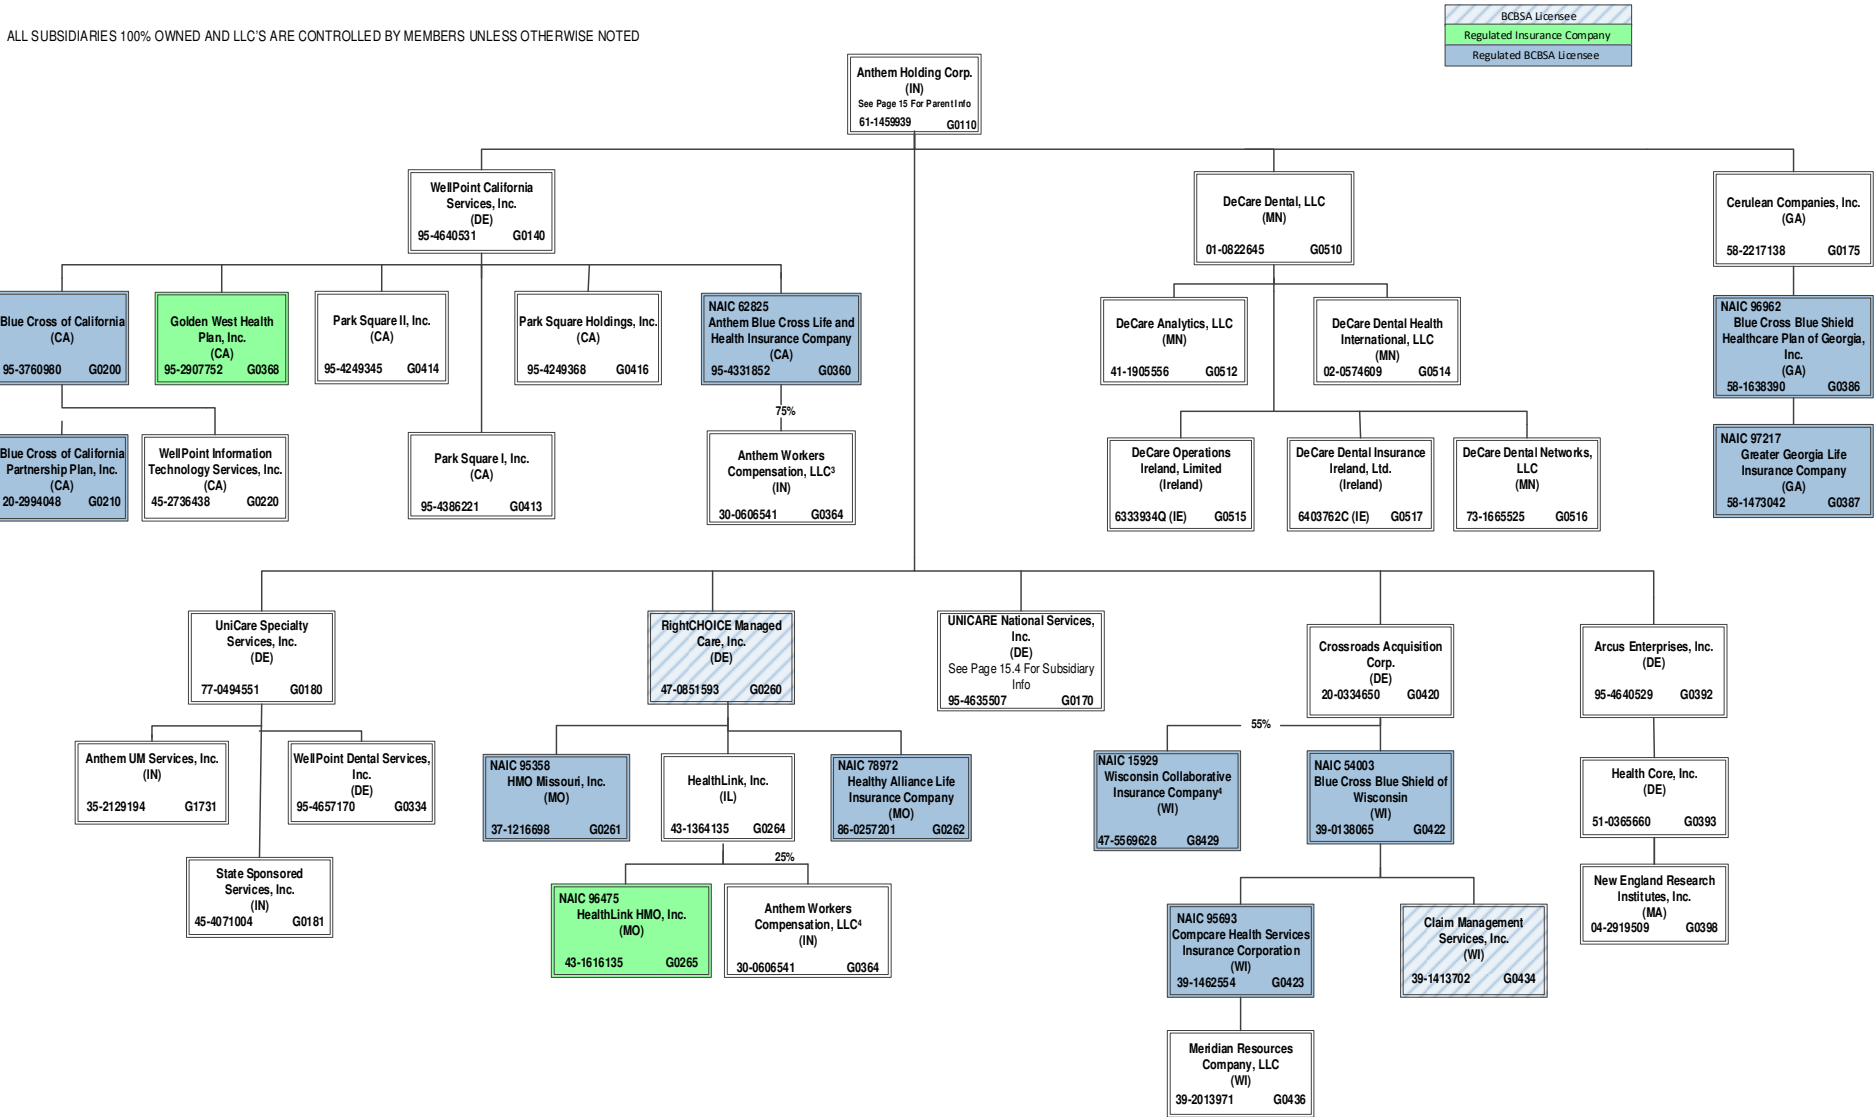 BCBSA Licensee
Regulated Insurance Company
Regulated BCBSA Licensee
ALL SUBSIDIARIES 100% OWNED AND LLC'S ARE CONTROLLED BY MEMBERS UNLESS OTHERWISE NOTED
Anthem Holding Corp.
(IN)
See Page 15 For Parent Info
61-1459939 G0110
WellPoint California
Services, Inc.
(DE)
95-4640531 G0140
DeCare Dental, LLC
(MN)
01-0822645 G0510
Cerulean Companies, Inc.
(GA)
58-2217138 G0175
Blue Cross of California
(CA)
95-3760980 G0200
Golden West Health
Plan, Inc.
(CA)
95-2907752 G0368
Park Square II, Inc.
(CA)
95-4249345 G0414
Park Square Holdings, Inc.
(CA)
95-4249368 G0416
NAIC 62825
Anthem Blue Cross Life and
Health Insurance Company
(CA)
95-4331852 G0360
DeCare Analytics, LLC
(MN)
41-1905556 G0512
DeCare Dental Health
International, LLC
(MN)
02-0574609 G0514
NAIC 96962
Blue Cross Blue Shield
Healthcare Plan of Georgia,
Inc.
(GA)
58-1638390 G0386
75%
Blue Cross of California
Partnership Plan, Inc.
(CA)
20-2994048 G0210
WellPoint Information
Technology Services, Inc.
(CA)
45-2736438 G0220
Park Square I, Inc.
(CA)
95-4386221 G0413
Anthem Workers
Compensation, LLC³
(IN)
30-0606541 G0364
DeCare Operations
Ireland, Limited
(Ireland)
6333934Q (IE) G0515
DeCare Dental Insurance
Ireland, Ltd.
(Ireland)
6403762C (IE) G0517
DeCare Dental Networks,
LLC
(MN)
73-1665525 G0516
NAIC 97217
Greater Georgia Life
Insurance Company
(GA)
58-1473042 G0387
UniCare Specialty
Services, Inc.
(DE)
77-0494551 G0180
RightCHOICE Managed
Care, Inc.
(DE)
47-0851593 G0260
UNICARE National Services,
Inc.
(DE)
See Page 15.4 For Subsidiary
Info
95-4635507 G0170
Crossroads Acquisition
Corp.
(DE)
20-0334650 G0420
Arcus Enterprises, Inc.
(DE)
95-4640529 G0392
55%
Anthem UM Services, Inc.
(IN)
35-2129194 G1731
WellPoint Dental Services,
Inc.
(DE)
95-4657170 G0334
NAIC 95358
HMO Missouri, Inc.
(MO)
37-1216698 G0261
HealthLink, Inc.
(IL)
43-1364135 G0264
NAIC 78972
Healthy Alliance Life
Insurance Company
(MO)
86-0257201 G0262
NAIC 15929
Wisconsin Collaborative
Insurance Company⁴
(WI)
47-5569628 G8429
NAIC 54003
Blue Cross Blue Shield of
Wisconsin
(WI)
39-0138065 G0422
Health Core, Inc.
(DE)
51-0365660 G0393
25%
State Sponsored
Services, Inc.
(IN)
45-4071004 G0181
NAIC 96475
HealthLink HMO, Inc.
(MO)
43-1616135 G0265
Anthem Workers
Compensation, LLC⁴
(IN)
30-0606541 G0364
NAIC 95693
Compcare Health Services
Insurance Corporation
(WI)
39-1462554 G0423
Claim Management
Services, Inc.
(WI)
39-1413702 G0434
New England Research
Institutes, Inc.
(MA)
04-2919509 G0398
Meridian Resources
Company, LLC
(WI)
39-2013971 G0436